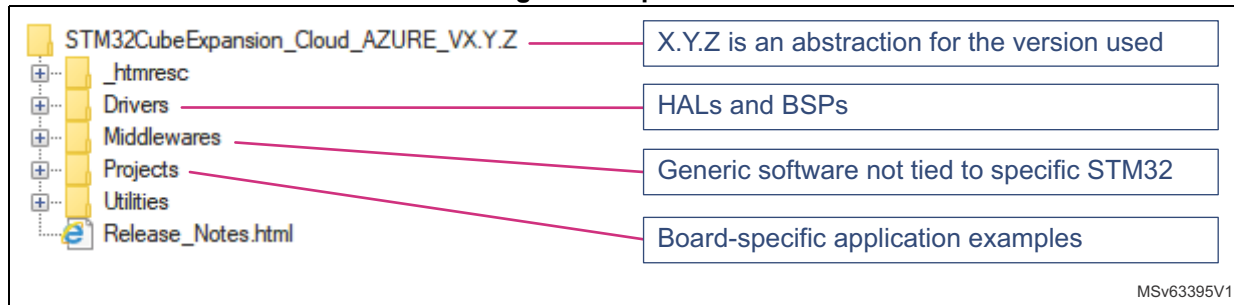 STM32CubeExpansion_Cloud_AZURE_VX.Y.Z
X.Y.Z is an abstraction for the version used
_htmresc
Drivers
HALs and BSPs
Middlewares
Generic software not tied to specific STM32
Projects
Board-specific application examples
Utilities
Release_Notes.html
MSv63395V1